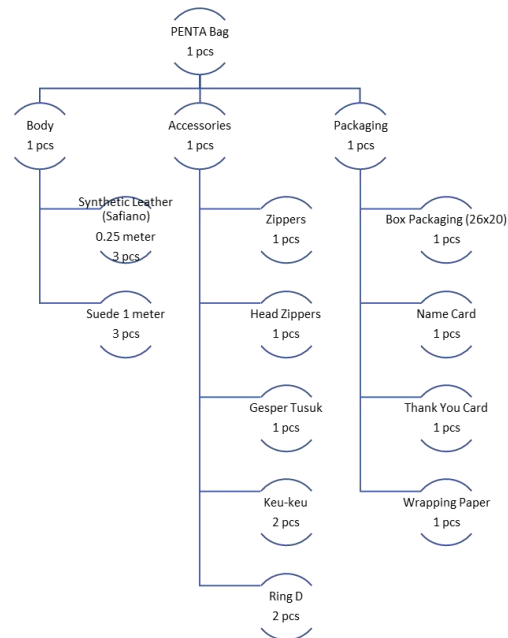 PENTA Bag
1 pcs
Body
1 pcs
Accessories
1 pcs
Packaging
1 pcs
Synthetic Leather
(Safiano)
0.25 meter
3 pcs
Suede 1 meter
3 pcs
Zippers
1 pcs
Head Zippers
1 pcs
Gesper Tusuk
1 pcs
Keu-keu
2 pcs
Ring D
2 pcs
Box Packaging (26x20)
1 pcs
Name Card
1 pcs
Thank You Card
1 pcs
Wrapping Paper
1 pcs